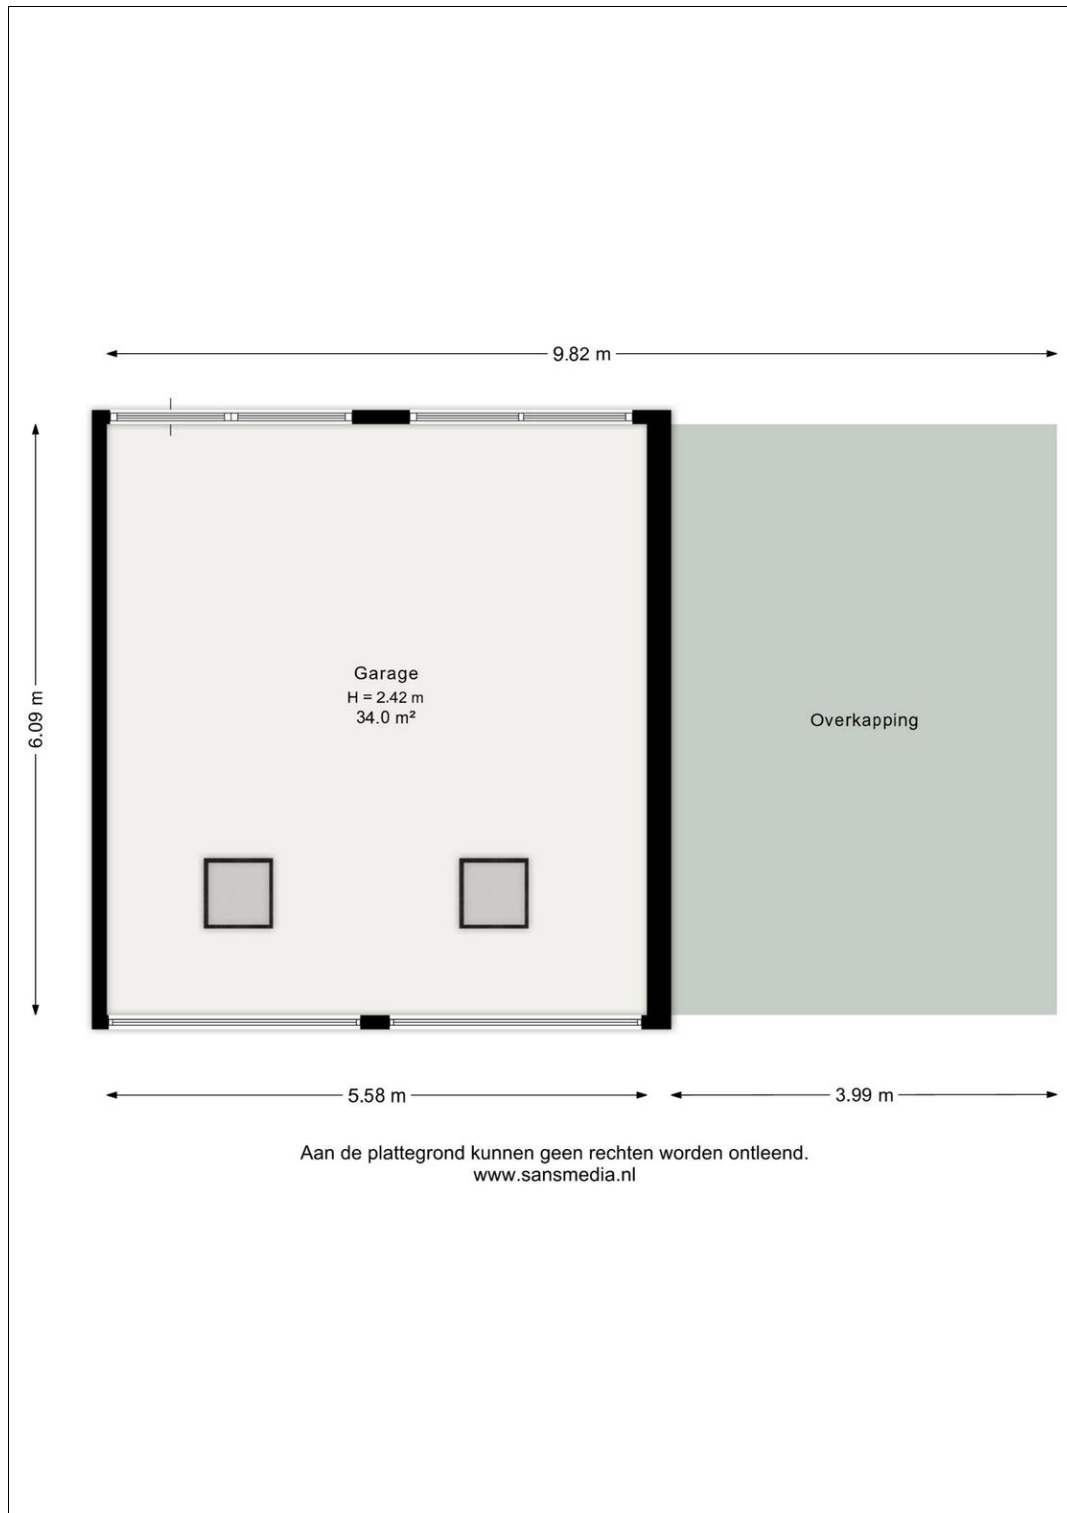 9.82 m
6.09 m
Garage
H = 2.42 m
34.0 m²
Overkapping
5.58 m
3.99 m
Aan de plattegrond kunnen geen rechten worden ontleend.
www.sansmedia.nl